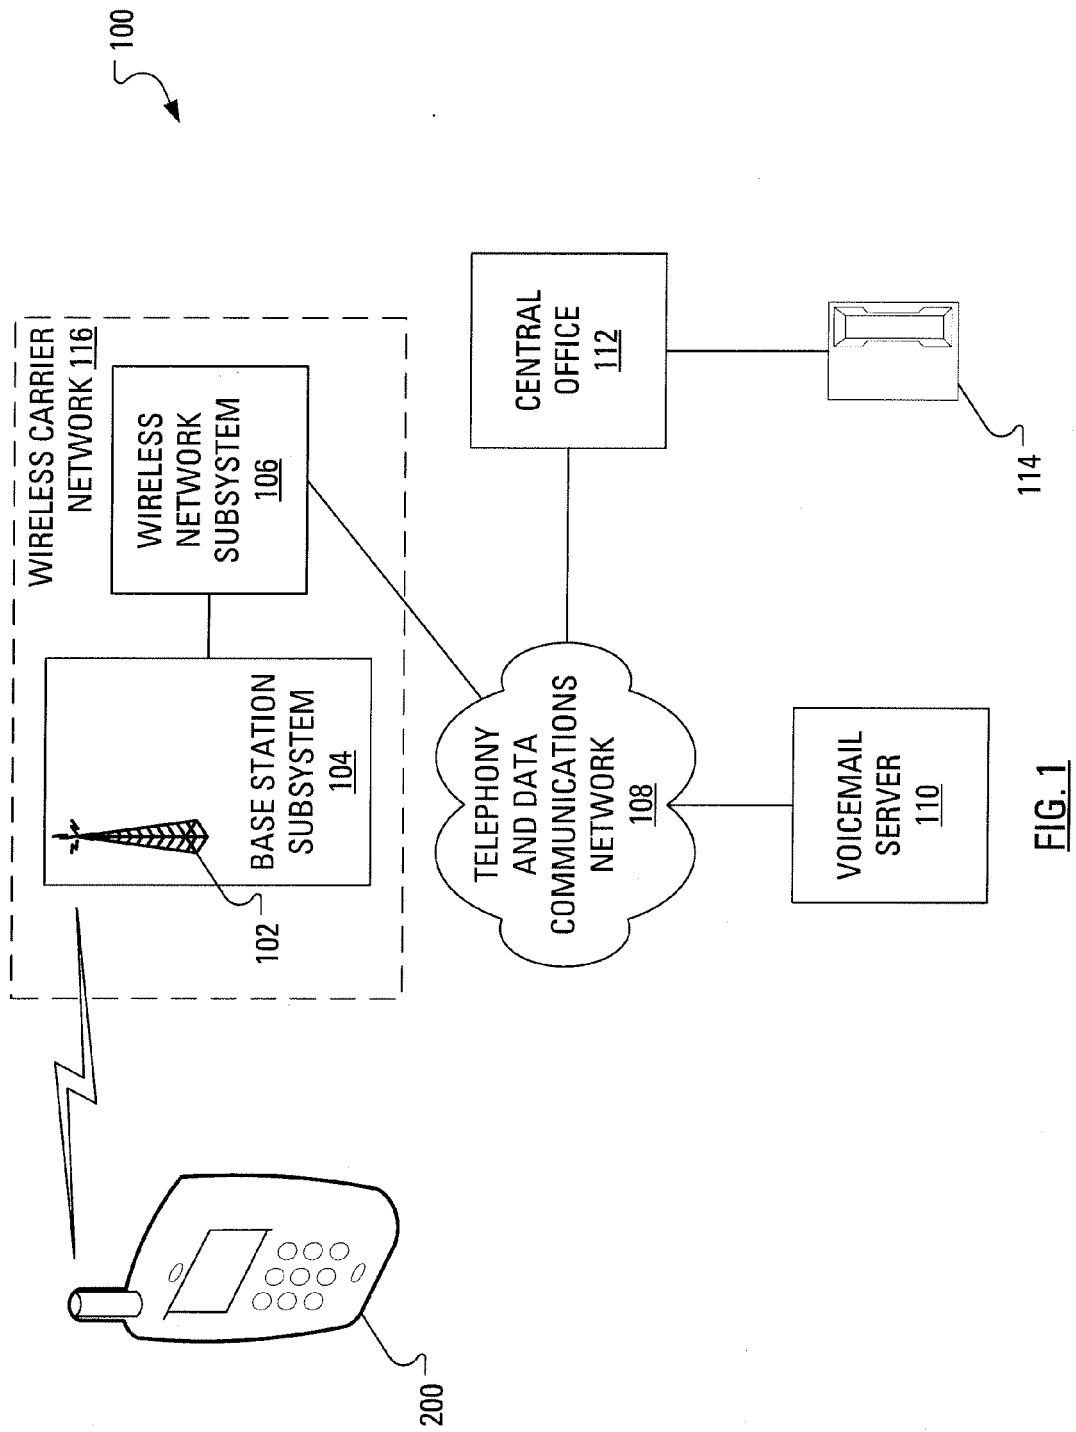 100
WIRELESS CARRIER
NETWORK 116
WIRELESS
NETWORK
SUBSYSTEM
106
BASE STATION
SUBSYSTEM
104
102
200
TELEPHONY
AND DATA
COMMUNICATIONS
NETWORK
108
CENTRAL
OFFICE
112
114
VOICEMAIL
SERVER
110
FIG. 1